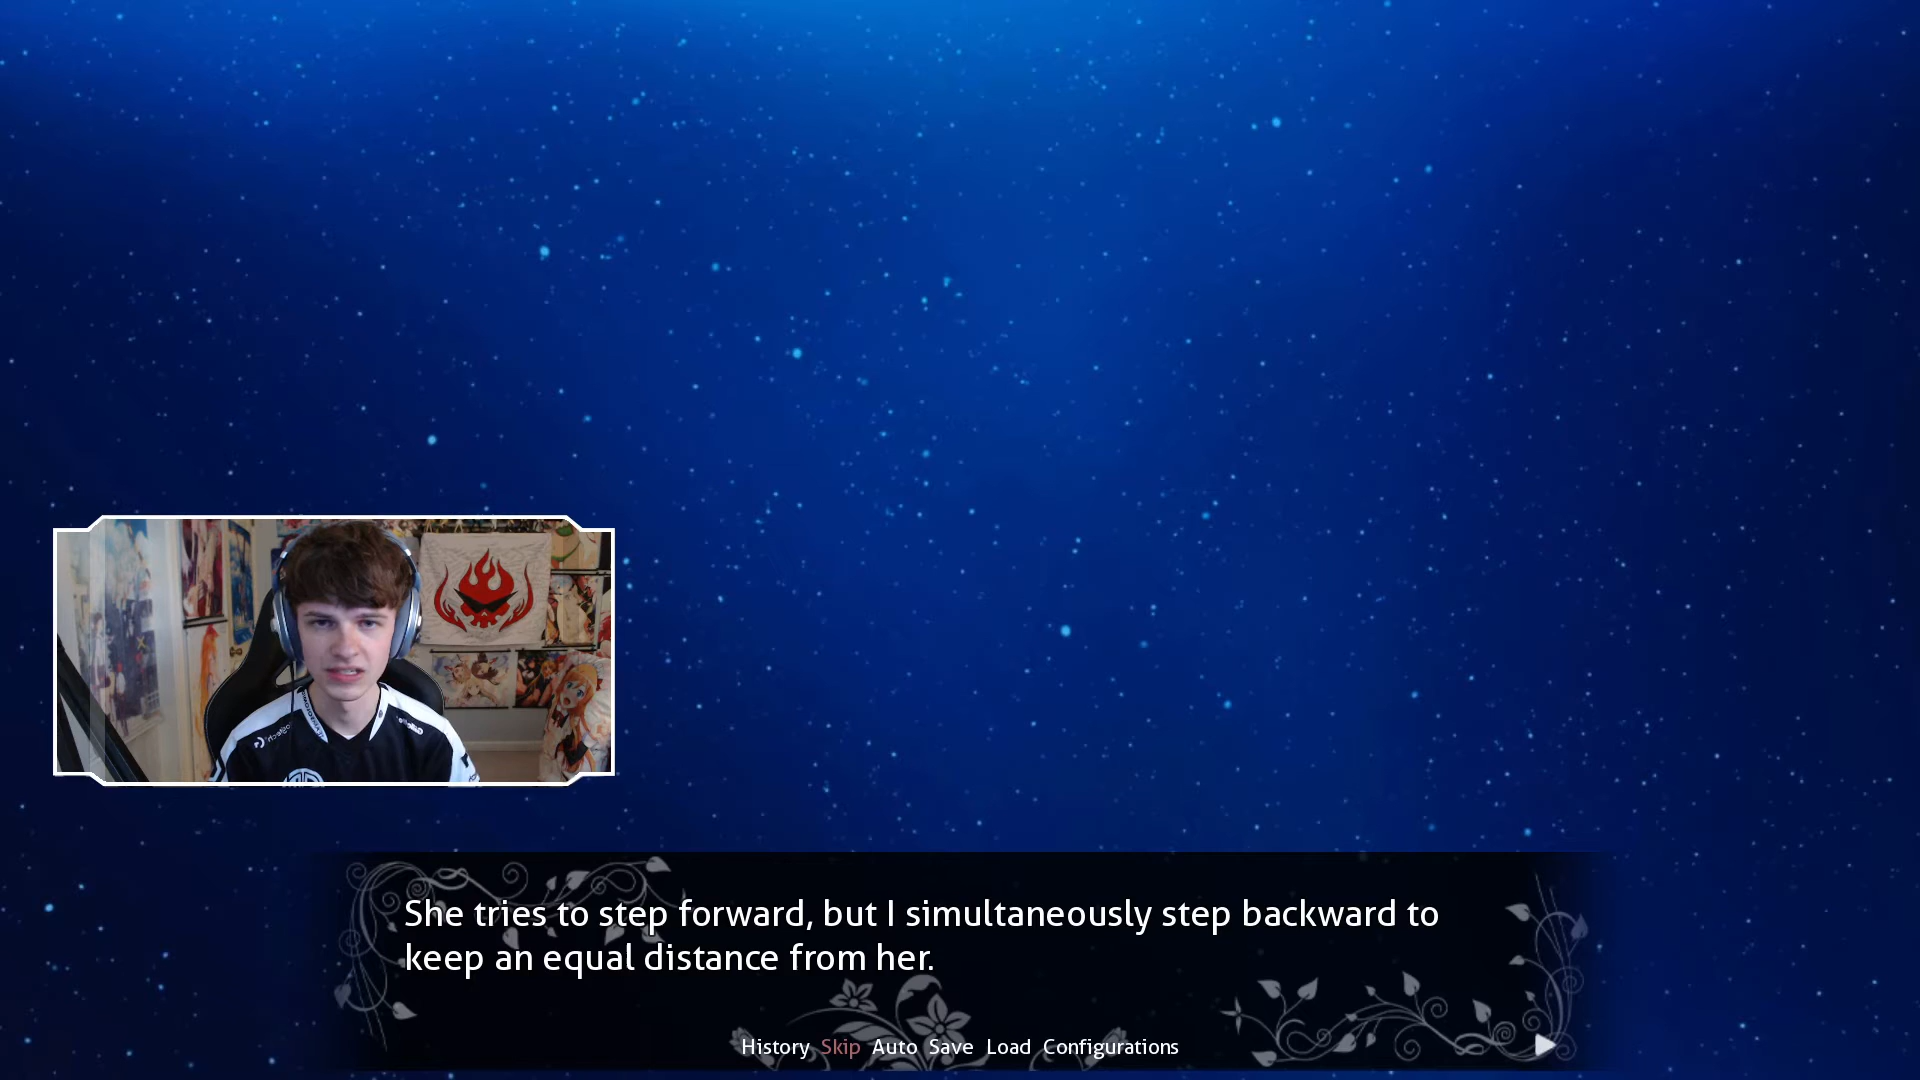 She tries to step forward, but I simultaneously step backward to
keep an equal distance from her.
History Skip Auto Save Load Configurations